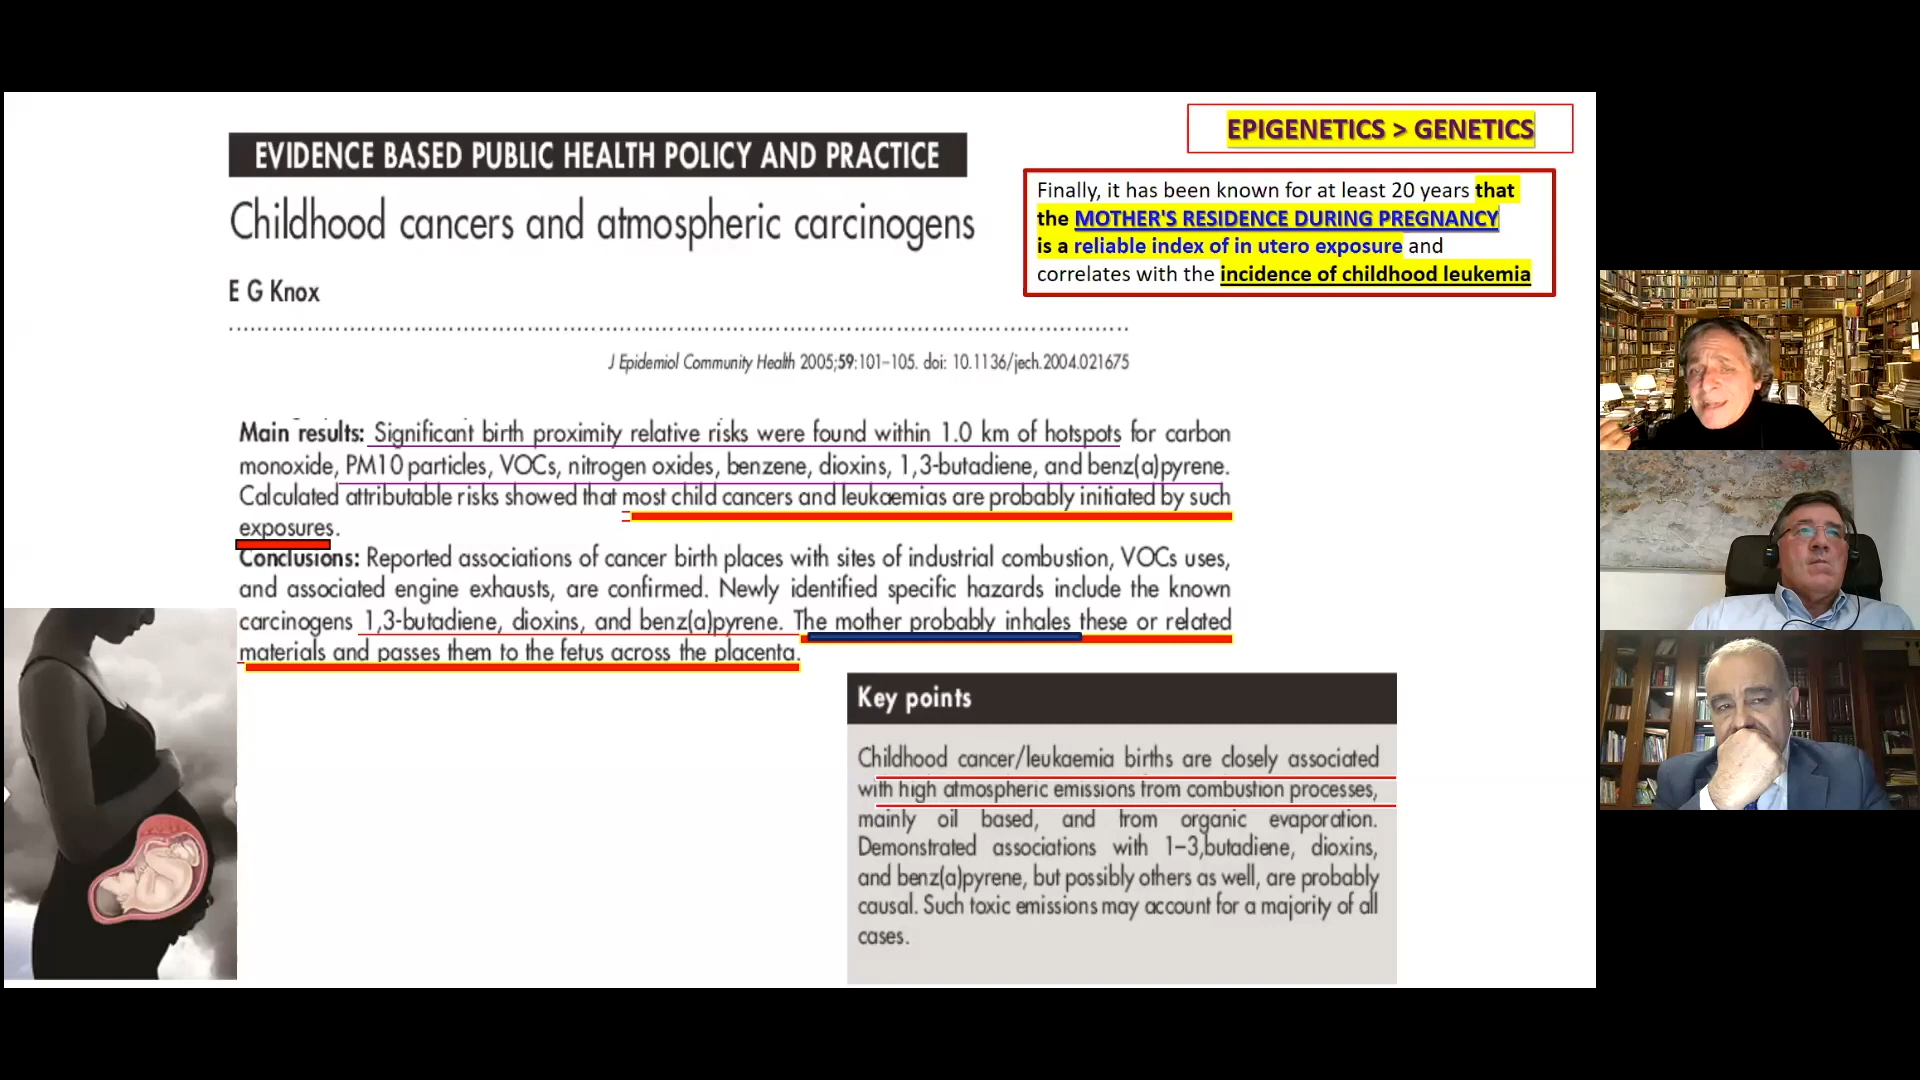 EPIGENETICS > GENETICS
EVIDENCE BASED PUBLIC HEALTH POLICY AND PRACTICE
Childhood cancers and atmospheric carcinogens
E G Knox
J Epidemiol Community Health 2005;59:101–105. doi: 10.1136/jech.2004.021675
Finally, it has been known for at least 20 years that
the MOTHER'S RESIDENCE DURING PREGNANCY
is a reliable index of in utero exposure and
correlates with the incidence of childhood leukemia
Main results: Significant birth proximity relative risks were found within 1.0 km of hotspots for carbon
monoxide, PM10 particles, VOCs, nitrogen oxides, benzene, dioxins, 1,3-butadiene, and benz(a)pyrene.
Calculated attributable risks showed that most child cancers and leukaemias are probably initiated by such
exposures.
Conclusions: Reported associations of cancer birth places with sites of industrial combustion, VOCs uses,
and associated engine exhausts, are confirmed. Newly identified specific hazards include the known
carcinogens 1,3-butadiene, dioxins, and benz(a)pyrene. The mother probably inhales these or related
materials and passes them to the fetus across the placenta.
Key points
Childhood cancer/leukaemia births are closely associated
with high atmospheric emissions from combustion processes,
mainly oil based, and from organic evaporation.
Demonstrated associations with 1–3,butadiene, dioxins,
and benz(a)pyrene, but possibly others as well, are probably
causal. Such toxic emissions may account for a majority of all
cases.